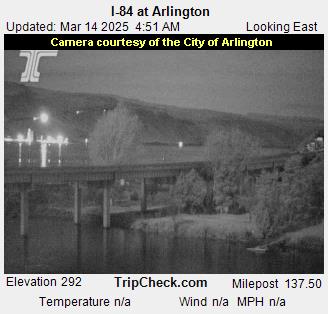 I-84 at Arlington
Updated: Mar 14 2025 4:51 AM Looking East
Camera courtesy of the City of Arlington
Elevation 292 TripCheck.com Milepost 137.50
Temperature n/a Wind n/a MPH n/a